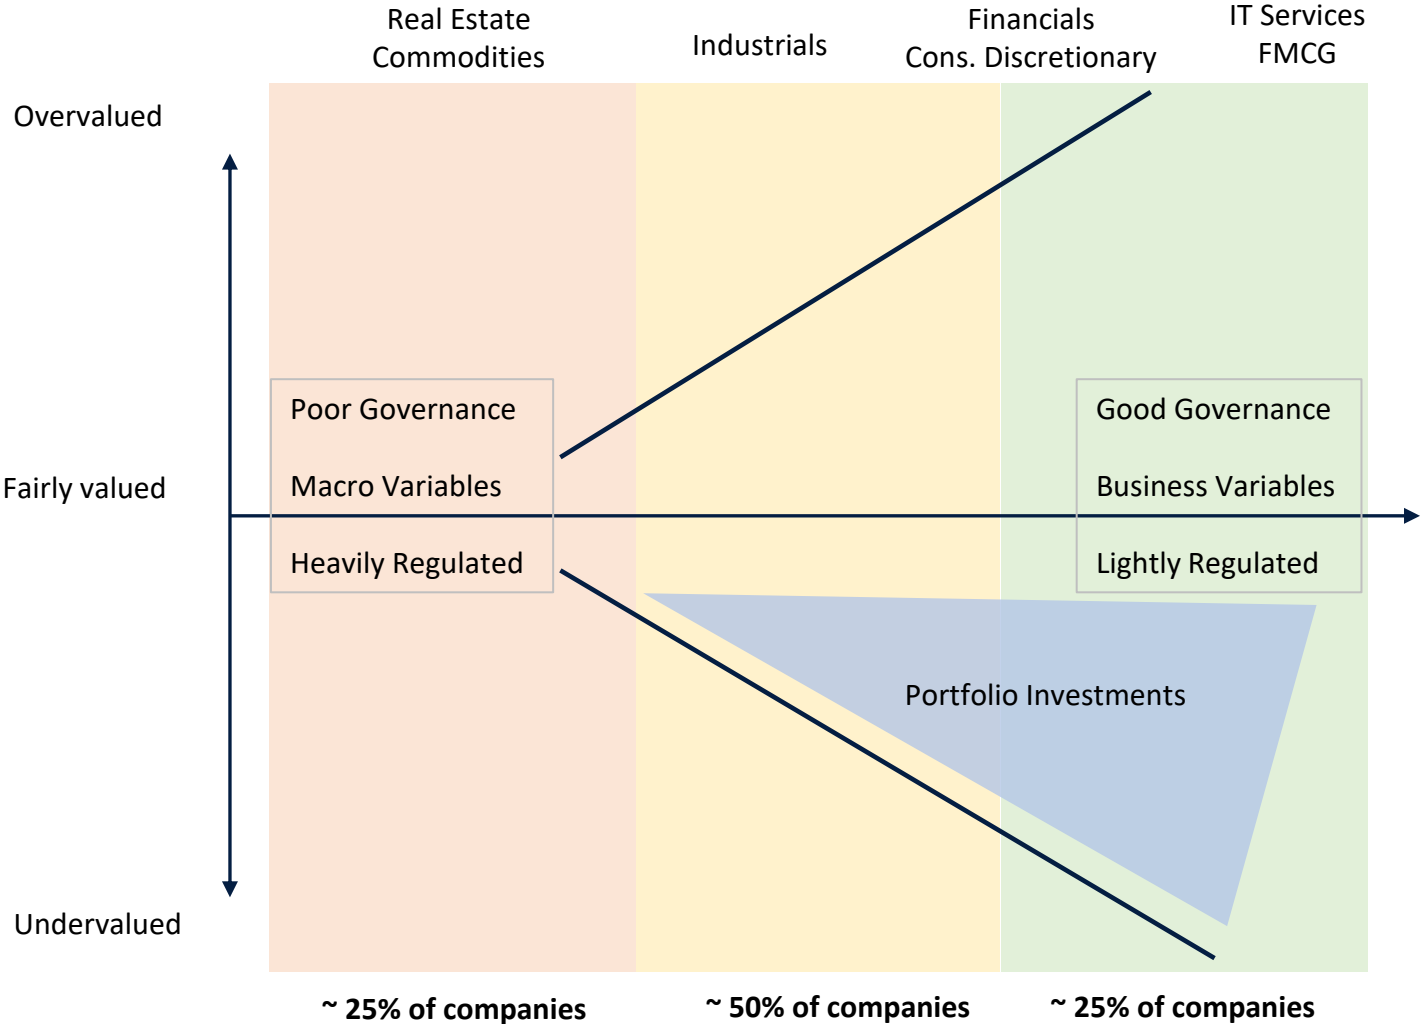 Real Estate
Commodities
Industrials
Financials
Cons. Discretionary
IT Services
FMCG
Overvalued
Fairly valued
Undervalued
Poor Governance
Macro Variables
Heavily Regulated
Good Governance
Business Variables
Lightly Regulated
Portfolio Investments
~ 25% of companies
~ 50% of companies
~ 25% of companies